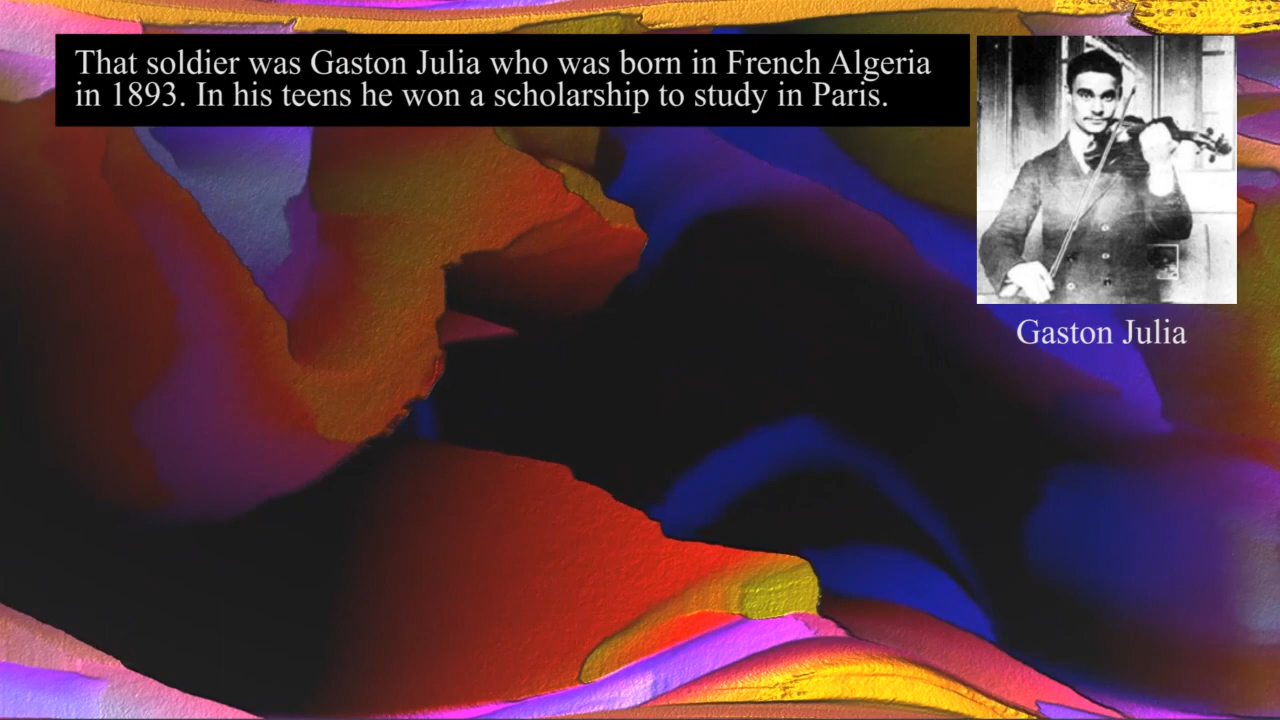 That soldier was Gaston Julia who was born in French Algeria
in 1893. In his teens he won a scholarship to study in Paris.
Gaston Julia